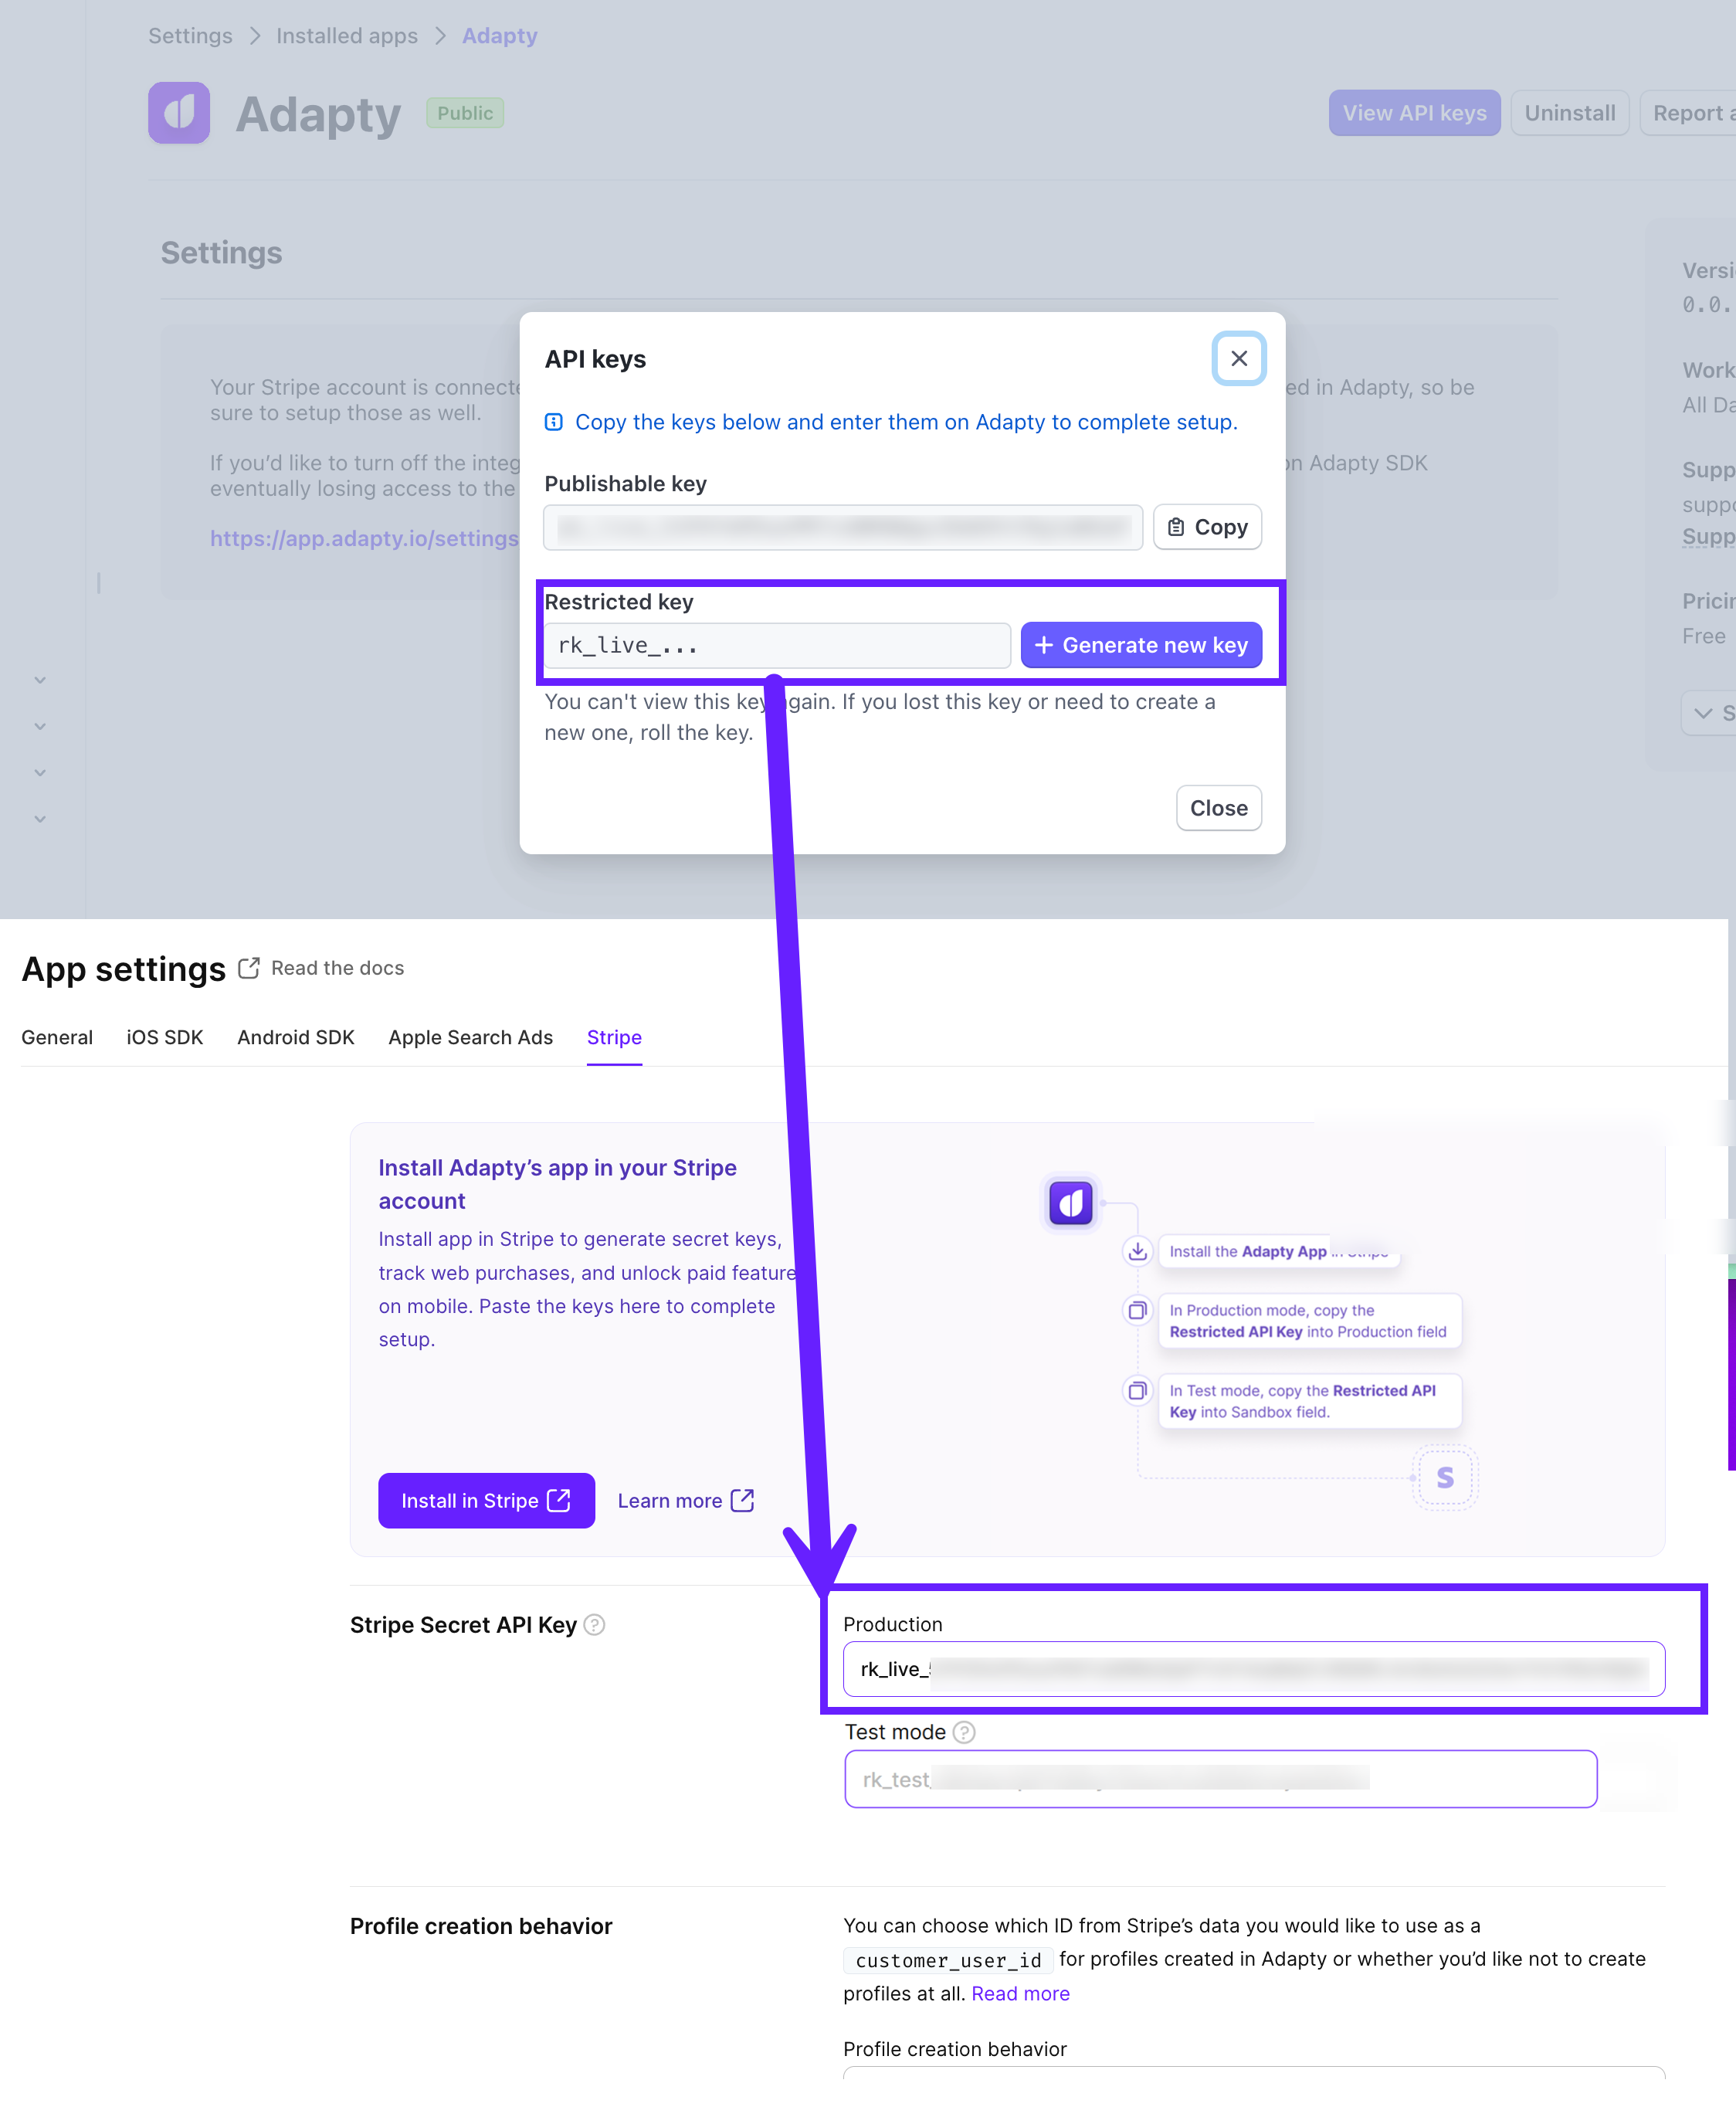 Settings > Installed apps > Adapty
Adapty Public
View API keys Uninstall Report a
Settings
Versi
0.0.
Your Stripe account is connecte ed in Adapty, so be
sure to setup those as well.
Work
All Da
If you’d like to turn off the integ on Adapty SDK
eventually losing access to the
Supp
suppo
Supp
https://app.adapty.io/settings
Pricin
Free
S
API keys
Copy the keys below and enter them on Adapty to complete setup.
Publishable key
Copy
Restricted key
rk_live_...
+ Generate new key
You can't view this key again. If you lost this key or need to create a
new one, roll the key.
Close
App settings Read the docs
General iOS SDK Android SDK Apple Search Ads Stripe
Install Adapty’s app in your Stripe
account
Install app in Stripe to generate secret keys,
track web purchases, and unlock paid feature
on mobile. Paste the keys here to complete
setup.
Install in Stripe Learn more
Install the Adapty App in Stripe
In Production mode, copy the
Restricted API Key into Production field
In Test mode, copy the Restricted API
Key into Sandbox field.
S
Stripe Secret API Key ?
Production
rk_live_
Test mode ?
rk_test_
Profile creation behavior
You can choose which ID from Stripe’s data you would like to use as a
customer_user_id for profiles created in Adapty or whether you’d like not to create
profiles at all. Read more
Profile creation behavior